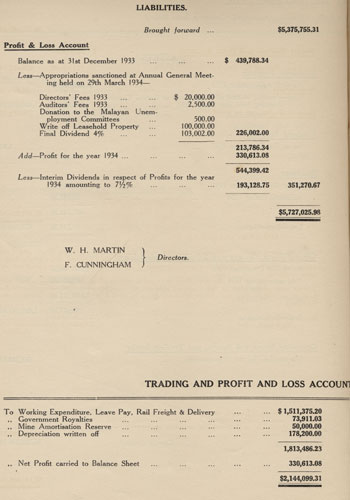 LIABILITIES.
Brought forward ... $5,375,755.31
Profit & Loss Account
Balance as at 31st December 1933 ... ... ... $ 439,788.34
Less—Appropriations sanctioned at Annual General Meet-
ing held on 29th March 1934—
Directors' Fees 1933 ... ... $ 20,000.00
Auditors' Fees 1933 ... ... 2,500.00
Donation to the Malayan Unem-
ployment Committees ... 500.00
Write off Leasehold Property ... 100,000.00
Final Dividend 4% ... ... 103,002.00 226,002.00
213,786.34
Add—Profit for the year 1934 ... ... ... ... 330,613.08
544,399.42
Less—Interim Dividends in respect of Profits for the year
1934 amounting to 7½% ... ... ... 193,128.75 351,270.67
$5,727,025.98
W. H. MARTIN
F. CUNNINGHAM
Directors.
TRADING AND PROFIT AND LOSS ACCOUNT
To Working Expenditure, Leave Pay, Rail Freight & Delivery ... ... $ 1,511,375.20
,, Government Royalties ... ... ... ... ... 73,911.03
,, Mine Amortisation Reserve ... ... ... ... ... 50,000.00
,, Depreciation written off ... ... ... ... ... 178,200.00
1,813,486.23
,, Net Profit carried to Balance Sheet ... ... ... ... 330,613.08
$2,144,099.31